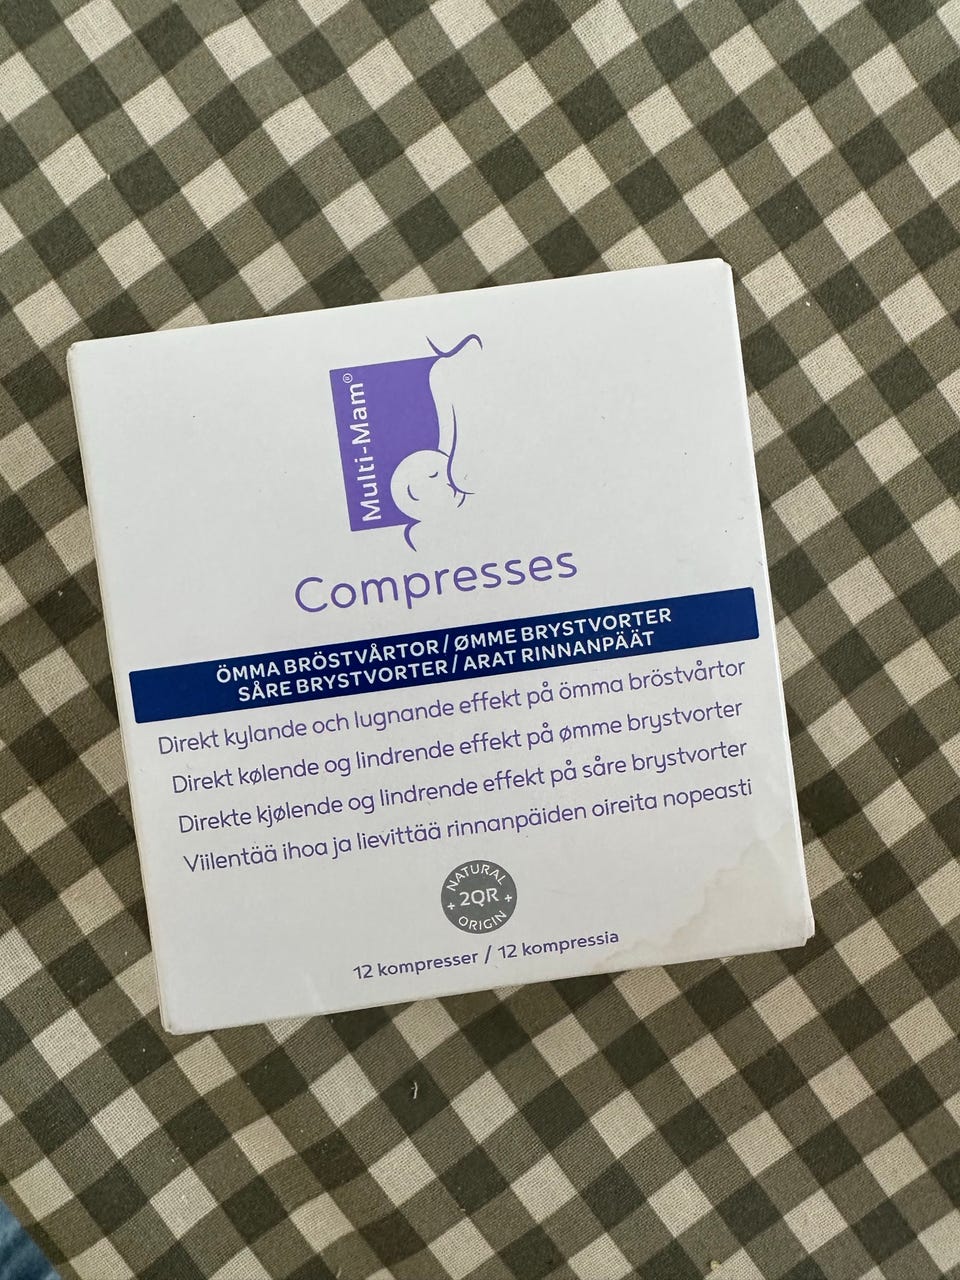 Multi-Mam®
Compresses
ÖMMA BRÖSTVÅRTOR / ØMME BRYSTVORTER
SÅRE BRYSTVORTER / ARAT RINNANPÄÄT
Direkt kylande och lugnande effekt på ömma bröstvårtor
Direkt kølende og lindrende effekt på ømme brystvorter
Direkte kjølende og lindrende effekt på såre brystvorter
Viilentää ihoa ja lievittää rinnanpäiden oireita nopeasti
NATURAL
+ 2QR +
ORIGIN
12 kompresser / 12 kompressia